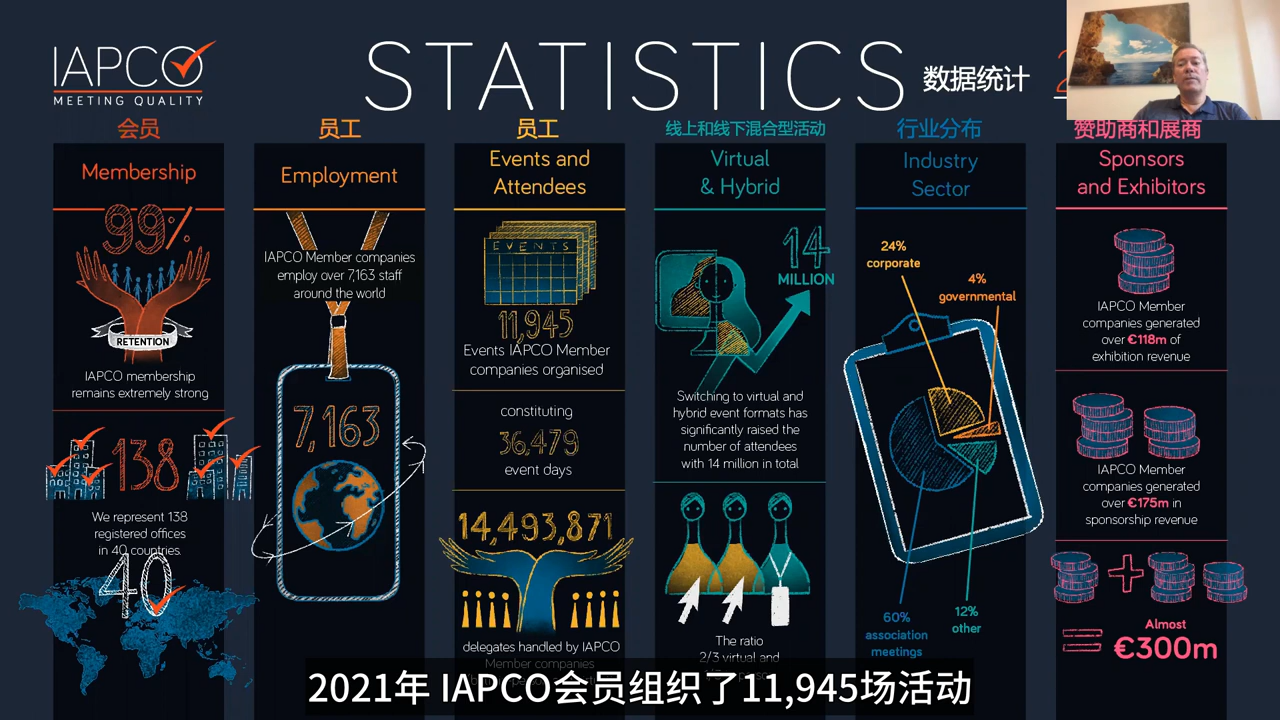 IAPCO
MEETING QUALITY
STATISTICS
数据统计
会员
Membership
99%
RETENTION
IAPCO membership
remains extremely strong
138
We represent 138
registered offices
in 40 countries
40
员工
Employment
IAPCO Member companies
employ over 7,163 staff
around the world
7,163
员工
Events and
Attendees
EVENTS
11,945
Events IAPCO Member
companies organised
constituting
36,479
event days
14,493,871
delegates handled by IAPCO
Member companies
线上和线下混合型活动
Virtual
& Hybrid
14
MILLION
Switching to virtual and
hybrid event formats has
significantly raised the
number of attendees
with 14 million in total
The ratio
2/3 virtual and
行业分布
Industry
Sector
24%
corporate
4%
governmental
60%
association
meetings
12%
other
赞助商和展商
Sponsors
and Exhibitors
IAPCO Member
companies generated
over €118m of
exhibition revenue
IAPCO Member
companies generated
over €175m in
sponsorship revenue
Almost
€300m
2021年 IAPCO会员组织了11,945场活动